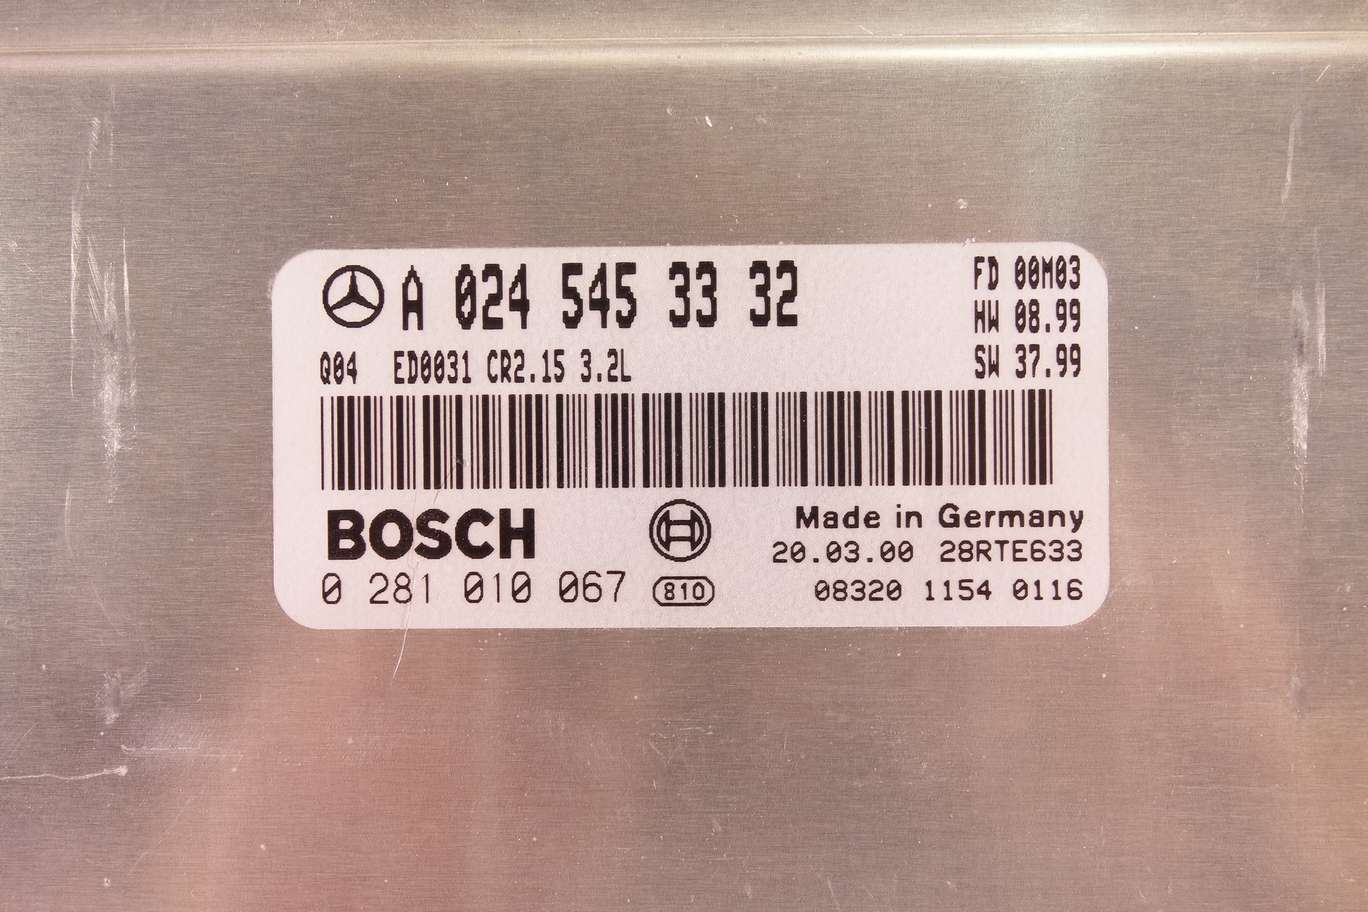 A 024 545 33 32
FD 00M03
HW 08.99
Q04 ED0031 CR2.15 3.2L
SW 37.99
BOSCH
Made in Germany
20.03.00 28RTE633
0 281 010 067
810
08320 1154 0116